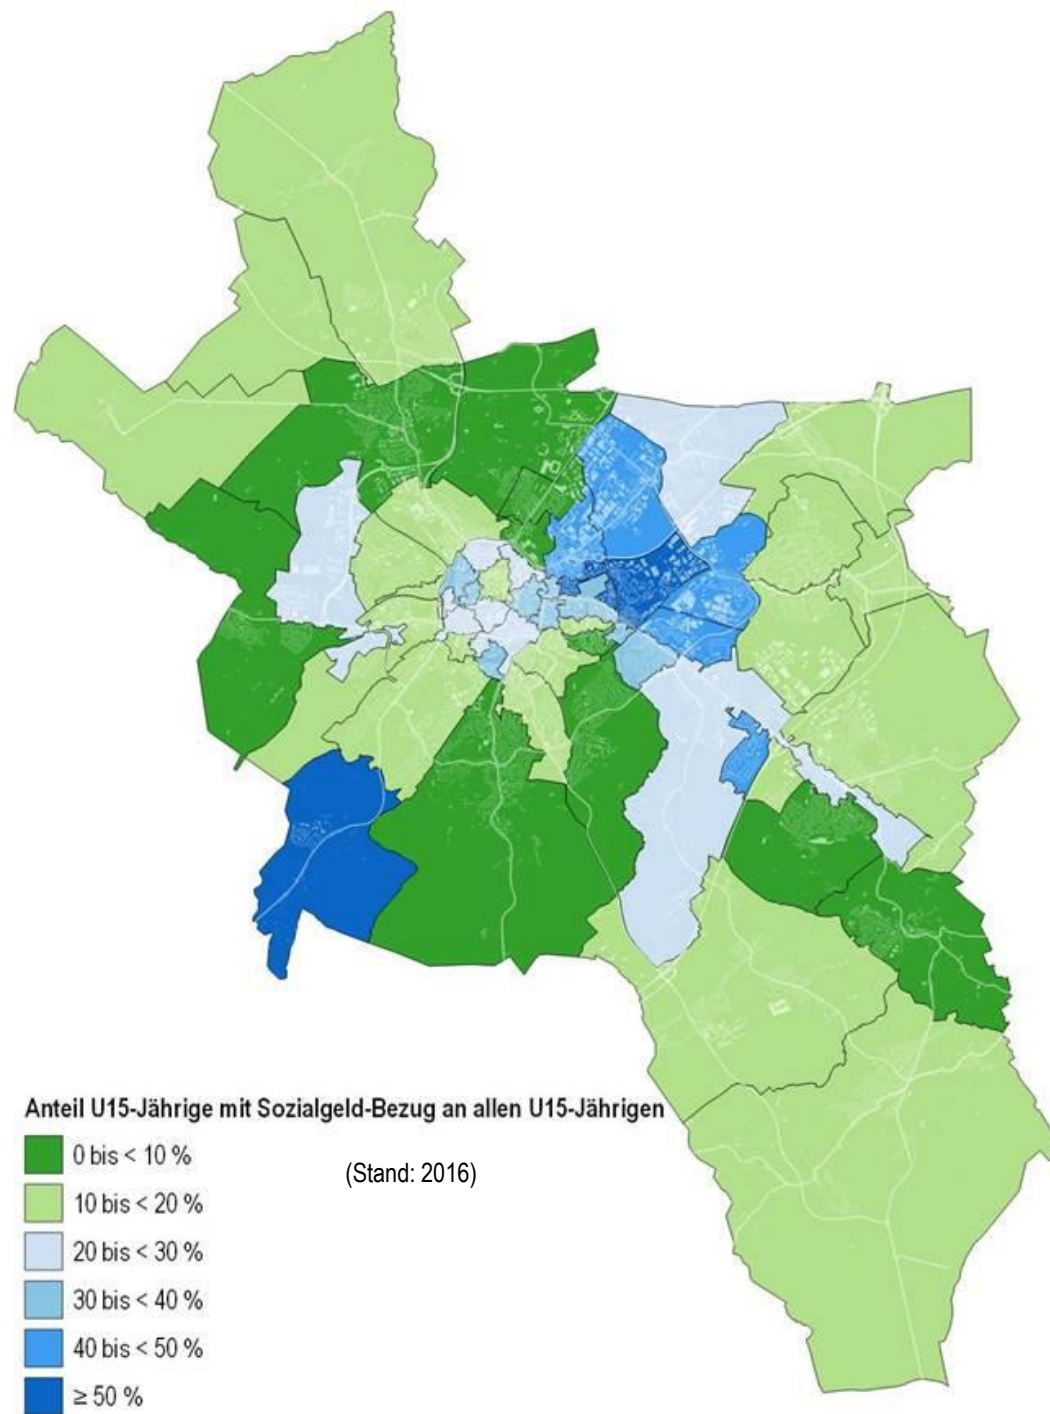 Anteil U15-Jährige mit Sozialgeld-Bezug an allen U15-Jährigen
0 bis < 10 %
(Stand: 2016)
10 bis < 20 %
20 bis < 30 %
30 bis < 40 %
40 bis < 50 %
≥ 50 %